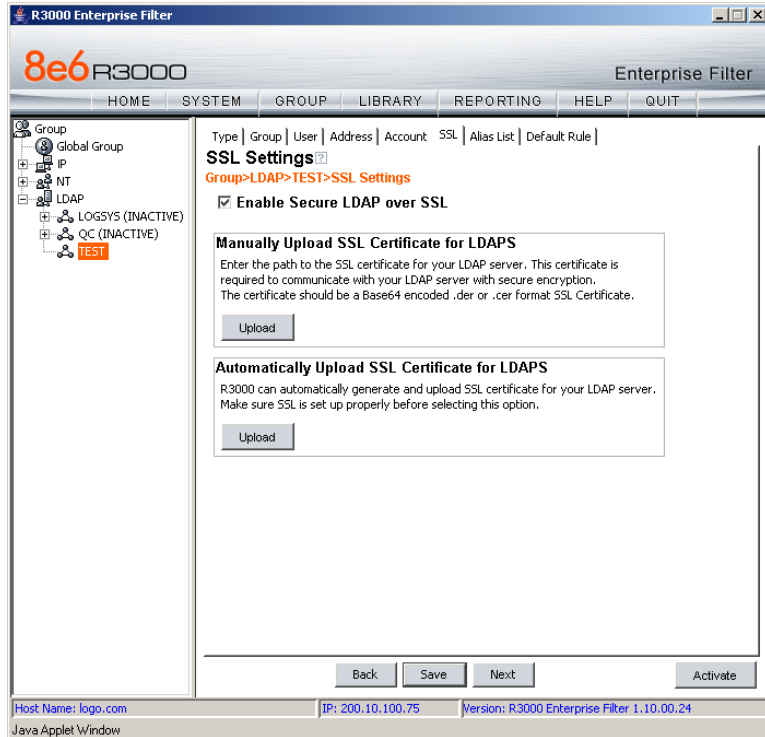 R3000 Enterprise Filter
8e6 R3000
Enterprise Filter
HOME SYSTEM GROUP LIBRARY REPORTING HELP QUIT
Group
Global Group
IP
NT
LDAP
LOGSYS (INACTIVE)
QC (INACTIVE)
TEST
Type | Group | User | Address | Account SSL | Alias List | Default Rule |
SSL Settings ?
Group>LDAP>TEST>SSL Settings
Enable Secure LDAP over SSL
Manually Upload SSL Certificate for LDAPS
Enter the path to the SSL certificate for your LDAP server. This certificate is
required to communicate with your LDAP server with secure encryption.
The certificate should be a Base64 encoded .der or .cer format SSL Certificate.
Upload
Automatically Upload SSL Certificate for LDAPS
R3000 can automatically generate and upload SSL certificate for your LDAP server.
Make sure SSL is set up properly before selecting this option.
Upload
Back Save Next Activate
Host Name: logo.com IP: 200.10.100.75 Version: R3000 Enterprise Filter 1.10.00.24
Java Applet Window